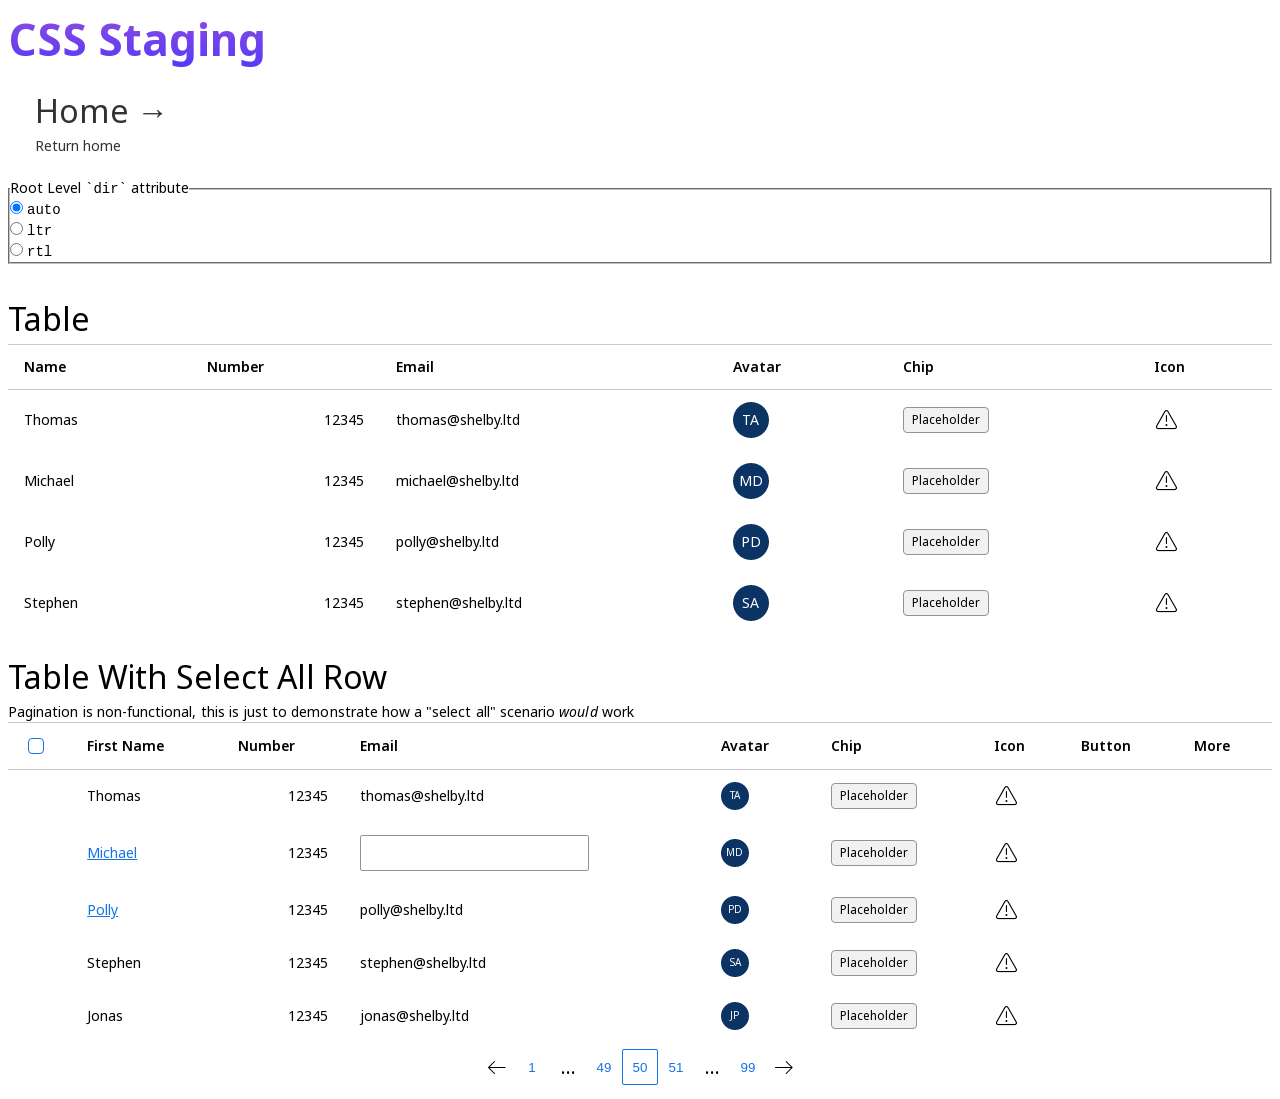 CSS Staging
Home →
Return home
Root Level `dir` attribute
auto
ltr
rtl
Table
Name Number Email Avatar Chip Icon
Thomas 12345 thomas@shelby.ltd TA Placeholder
Michael 12345 michael@shelby.ltd MD Placeholder
Polly 12345 polly@shelby.ltd PD Placeholder
Stephen 12345 stephen@shelby.ltd SA Placeholder
Table With Select All Row
Pagination is non-functional, this is just to demonstrate how a "select all" scenario would work
First Name Number Email Avatar Chip Icon Button More
Thomas 12345 thomas@shelby.ltd TA Placeholder
Michael 12345 MD Placeholder
Polly 12345 polly@shelby.ltd PD Placeholder
Stephen 12345 stephen@shelby.ltd SA Placeholder
Jonas 12345 jonas@shelby.ltd JP Placeholder
1 ... 49 50 51 ... 99